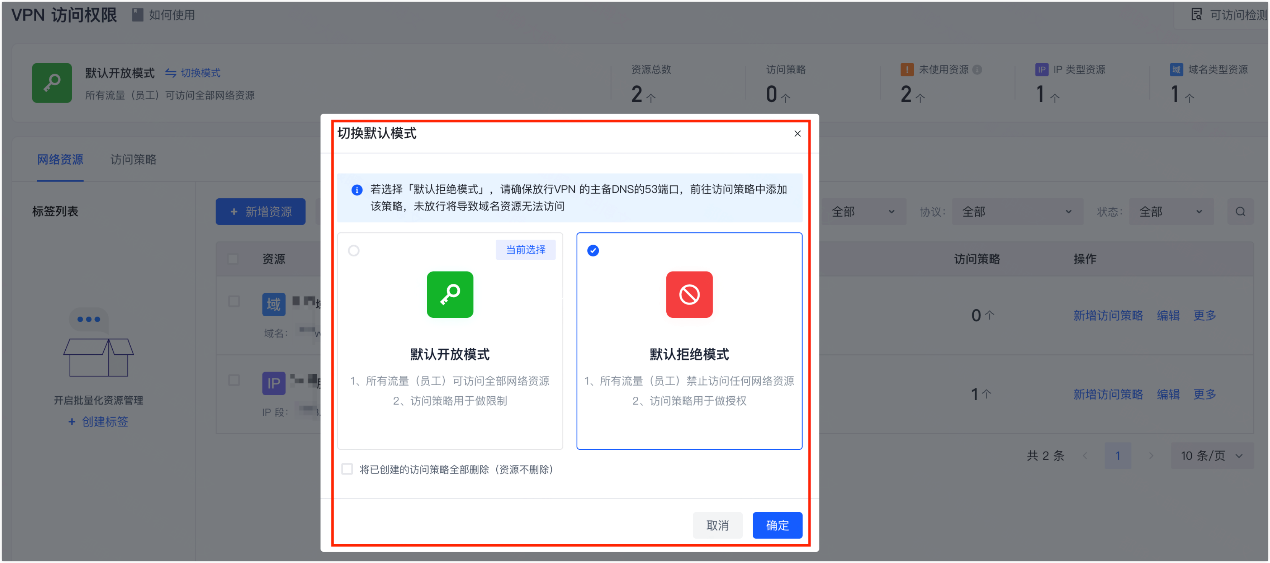 VPN 访问权限 如何使用 可访问检测
默认开放模式 切换模式
所有流量（员工）可访问全部网络资源
资源总数 访问策略 未使用资源 IP IP 类型资源 域 域名类型资源
2 个 0 个 2 个 1 个 1 个
切换默认模式
网络资源 访问策略
若选择「默认拒绝模式」，请确保放行VPN 的主备DNS的53端口，前往访问策略中添加
该策略，未放行将导致域名资源无法访问
标签列表
+ 新增资源 全部 协议： 全部 状态： 全部
当前选择
资源 访问策略 操作
域
域名：
0 个 新增访问策略 编辑 更多
默认开放模式
1、所有流量（员工）可访问全部网络资源
2、访问策略用于做限制
默认拒绝模式
1、所有流量（员工）禁止访问任何网络资源
2、访问策略用于做授权
IP
IP 段：
1 个 新增访问策略 编辑 更多
开启批量化资源管理
+ 创建标签
共 2 条 1 10 条/页
将已创建的访问策略全部删除（资源不删除）
取消 确定